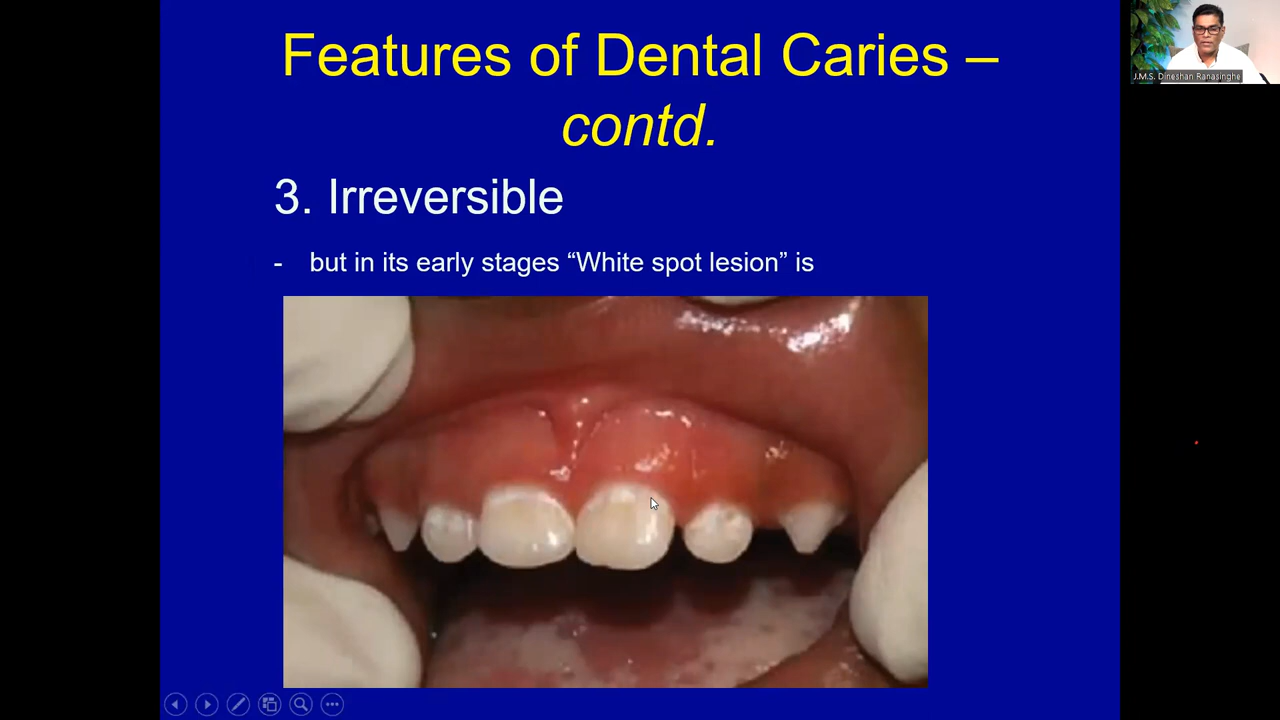 Features of Dental Caries –
contd.
3. Irreversible
- but in its early stages “White spot lesion” is
J.M.S. Dineshan Ranasinghe